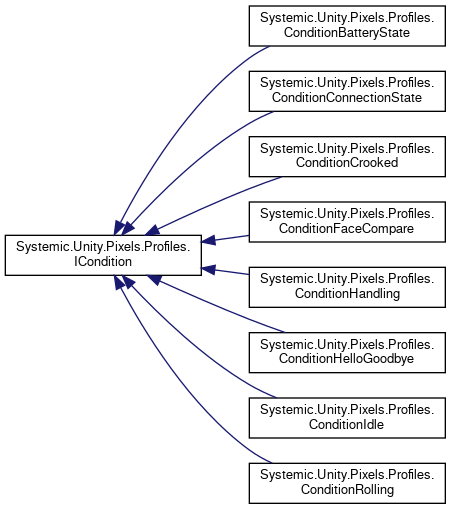 Systemic.Unity.Pixels.Profiles.
ConditionBatteryState
Systemic.Unity.Pixels.Profiles.
ConditionConnectionState
Systemic.Unity.Pixels.Profiles.
ConditionCrooked
Systemic.Unity.Pixels.Profiles.
ConditionFaceCompare
Systemic.Unity.Pixels.Profiles.
ICondition
Systemic.Unity.Pixels.Profiles.
ConditionHandling
Systemic.Unity.Pixels.Profiles.
ConditionHelloGoodbye
Systemic.Unity.Pixels.Profiles.
ConditionIdle
Systemic.Unity.Pixels.Profiles.
ConditionRolling